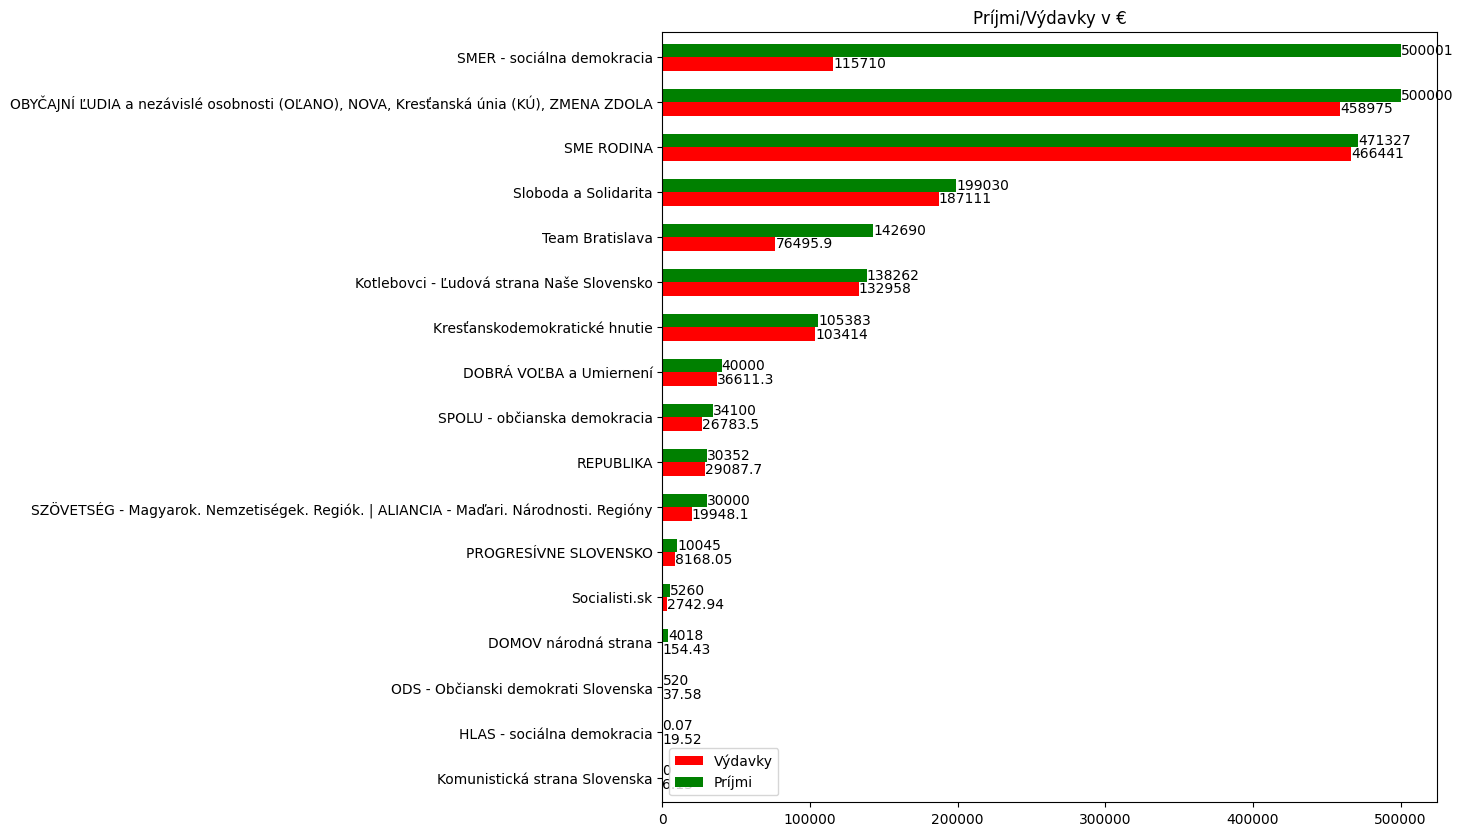 Príjmi/Výdavky v €
SMER - sociálna demokracia
500001
115710
OBYČAJNÍ ĽUDIA a nezávislé osobnosti (OĽANO), NOVA, Kresťanská únia (KÚ), ZMENA ZDOLA
500000
458975
SME RODINA
471327
466441
Sloboda a Solidarita
199030
187111
Team Bratislava
142690
76495.9
Kotlebovci - Ľudová strana Naše Slovensko
138262
132958
Kresťanskodemokratické hnutie
105383
103414
DOBRÁ VOĽBA a Umiernení
40000
36611.3
SPOLU - občianska demokracia
34100
26783.5
REPUBLIKA
30352
29087.7
SZÖVETSÉG - Magyarok. Nemzetiségek. Regiók. | ALIANCIA - Maďari. Národnosti. Regióny
30000
19948.1
PROGRESÍVNE SLOVENSKO
10045
8168.05
Socialisti.sk
5260
2742.94
DOMOV národná strana
4018
154.43
ODS - Občianski demokrati Slovenska
520
37.58
HLAS - sociálna demokracia
0.07
19.52
Komunistická strana Slovenska
Výdavky
Príjmi
0 100000 200000 300000 400000 500000